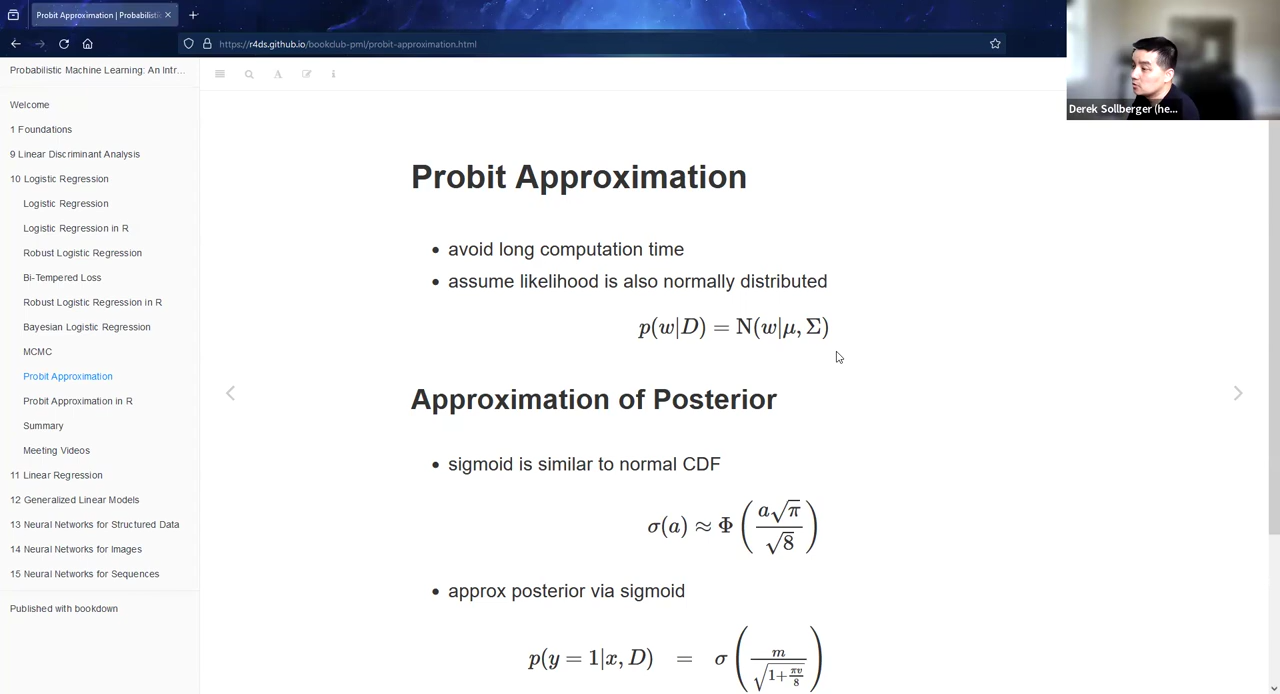 Probit Approximation | Probabilistic
https://r4ds.github.io/bookclub-pml/probit-approximation.html
Derek Sollberger (he...
Probabilistic Machine Learning: An Intr...
Welcome
1 Foundations
9 Linear Discriminant Analysis
10 Logistic Regression
Logistic Regression
Logistic Regression in R
Robust Logistic Regression
Bi-Tempered Loss
Robust Logistic Regression in R
Bayesian Logistic Regression
MCMC
Probit Approximation
Probit Approximation in R
Summary
Meeting Videos
11 Linear Regression
12 Generalized Linear Models
13 Neural Networks for Structured Data
14 Neural Networks for Images
15 Neural Networks for Sequences
Published with bookdown
Probit Approximation
• avoid long computation time
• assume likelihood is also normally distributed
p(w|D) = N(w|μ, Σ)
Approximation of Posterior
• sigmoid is similar to normal CDF
σ(a) ≈ Φ(a√π / √8)
• approx posterior via sigmoid
p(y = 1|x, D) = σ(m / √(1+πv/8))